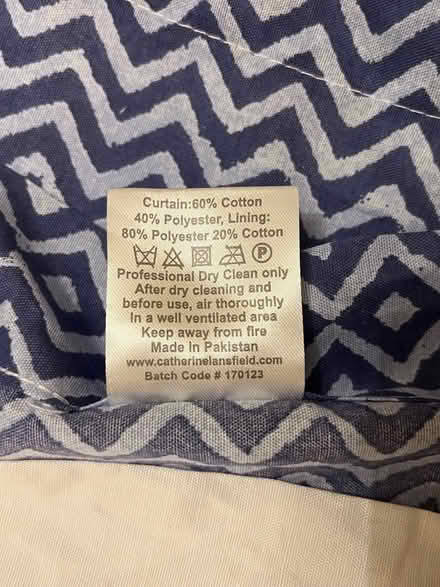 Curtain:60% Cotton
40% Polyester, Lining:
80% Polyester 20% Cotton
P
Professional Dry Clean only
After dry cleaning and
before use, air thoroughly
In a well ventilated area
Keep away from fire
Made In Pakistan
www.catherinelansfield.com
Batch Code # 170123